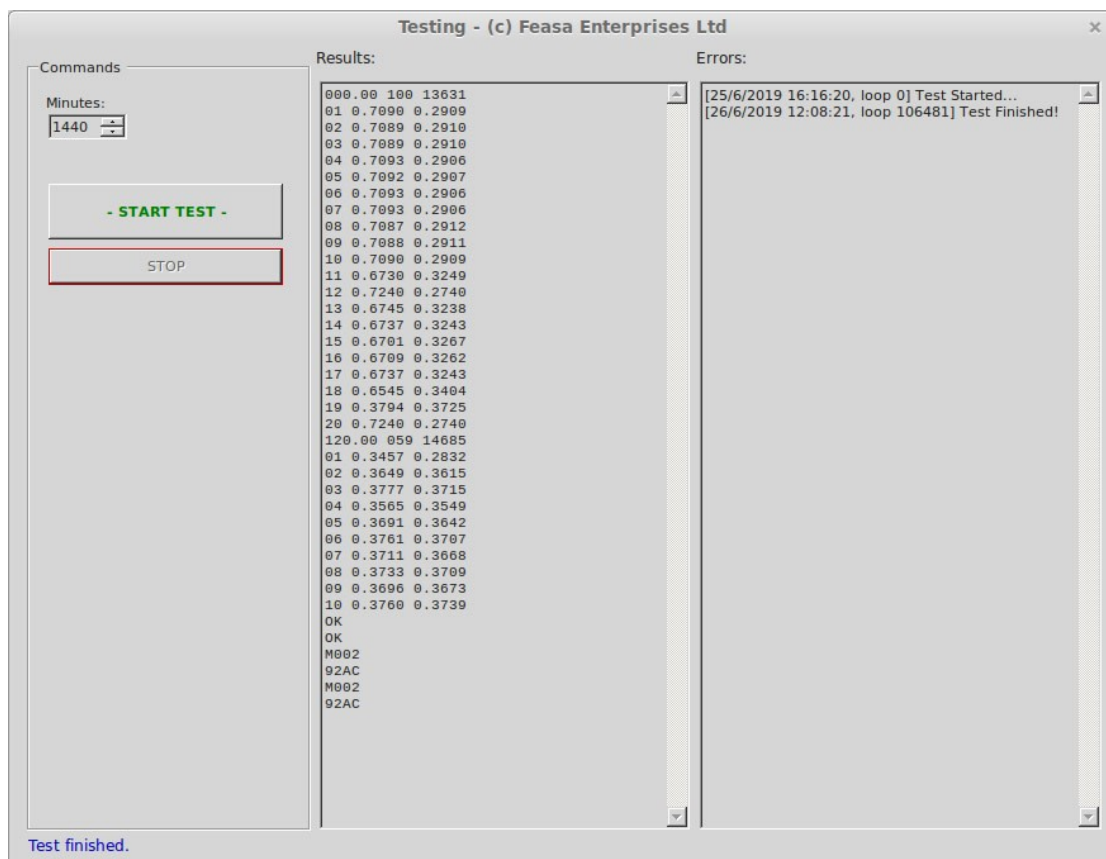 Testing - (c) Feasa Enterprises Ltd
Commands
Minutes:
1440
- START TEST -
STOP
Results:
000.00 100 13631
01 0.7090 0.2909
02 0.7089 0.2910
03 0.7089 0.2910
04 0.7093 0.2906
05 0.7092 0.2907
06 0.7093 0.2906
07 0.7093 0.2906
08 0.7087 0.2912
09 0.7088 0.2911
10 0.7090 0.2909
11 0.6730 0.3249
12 0.7240 0.2740
13 0.6745 0.3238
14 0.6737 0.3243
15 0.6701 0.3267
16 0.6709 0.3262
17 0.6737 0.3243
18 0.6545 0.3404
19 0.3794 0.3725
20 0.7240 0.2740
120.00 059 14685
01 0.3457 0.2832
02 0.3649 0.3615
03 0.3777 0.3715
04 0.3565 0.3549
05 0.3691 0.3642
06 0.3761 0.3707
07 0.3711 0.3668
08 0.3733 0.3709
09 0.3696 0.3673
10 0.3760 0.3739
OK
OK
M002
92AC
M002
92AC
Errors:
[25/6/2019 16:16:20, loop 0] Test Started...
[26/6/2019 12:08:21, loop 106481] Test Finished!
Test finished.